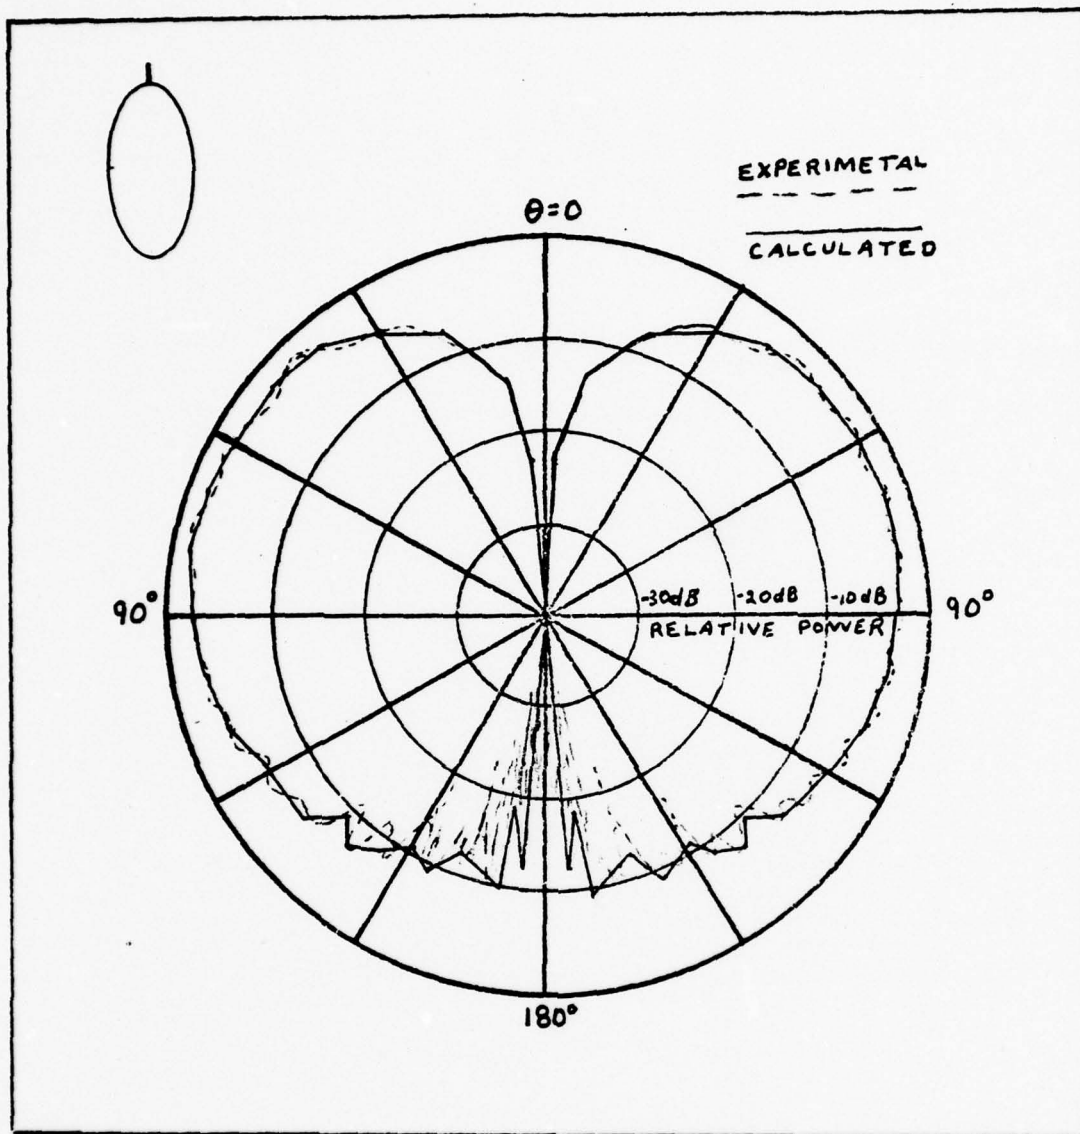 EXPERIMETAL
θ=0
CALCULATED
90°
-30dB -20dB -10dB
90°
RELATIVE POWER
180°